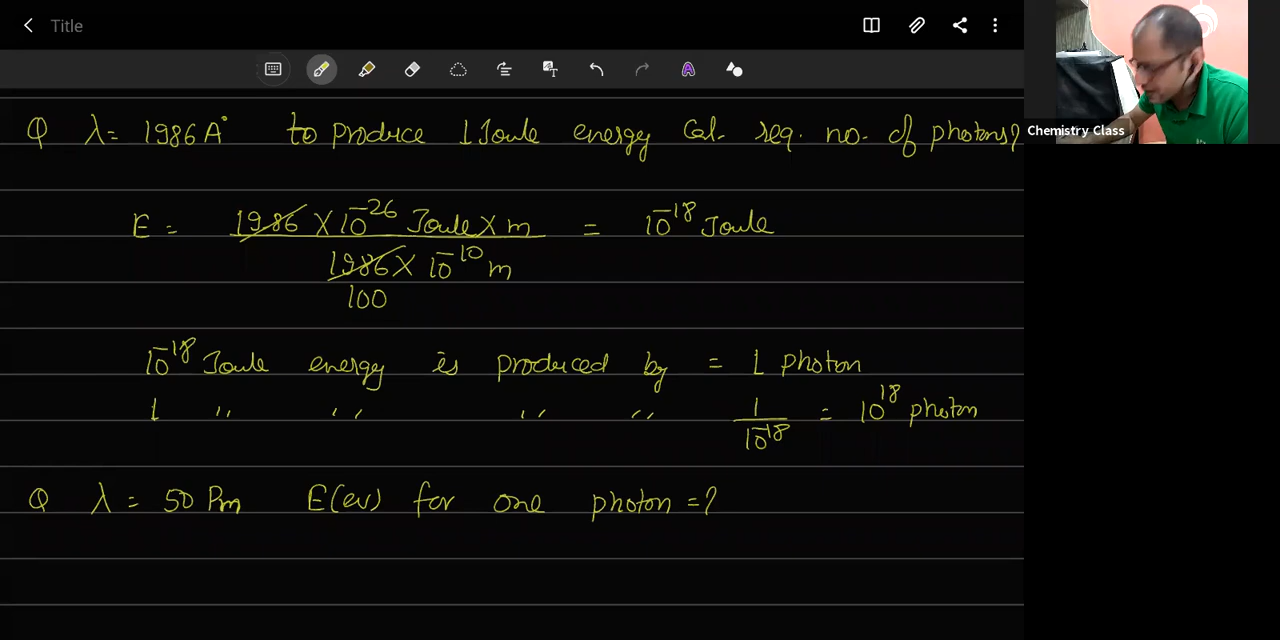 Title
Chemistry Class
Q λ = 1986 A° to produce 1 Joule energy Cal. req. no. of photons?
E = 1986 × 10^-26 Joule × m / 1986 × 10^-10 m = 10^-18 Joule
100
10^-18 Joule energy is produced by = 1 photon
1 '' '' '' '' 1/10^-18 = 10^18 photon
Q λ = 50 Pm E(ev) for one photon = ?